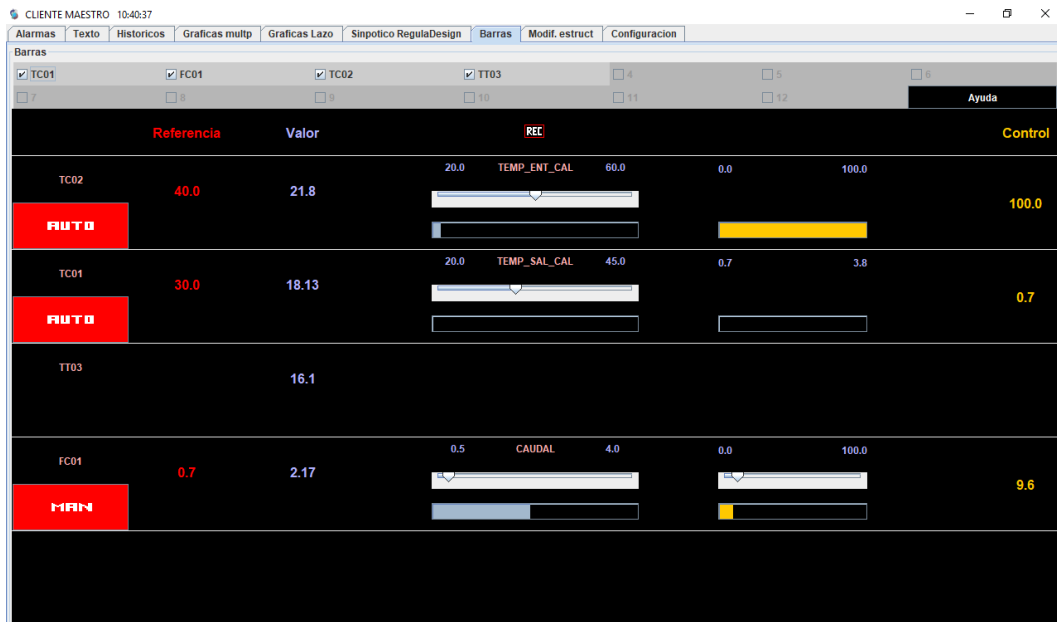 CLIENTE MAESTRO 10:40:37
Alarmas Texto Historicos Graficas multp Graficas Lazo Sinpotico RegulaDesign Barras Modif. estruct Configuracion
Barras
TC01 FC01 TC02 TT03 4 5 6
7 8 9 10 11 12 Ayuda
Referencia Valor REC Control
20.0 TEMP_ENT_CAL 60.0 0.0 100.0
TC02
40.0 21.8
100.0
AUTO
20.0 TEMP_SAL_CAL 45.0 0.7 3.8
TC01
30.0 18.13
0.7
AUTO
TT03
16.1
0.5 CAUDAL 4.0 0.0 100.0
FC01
0.7 2.17
9.6
MAN